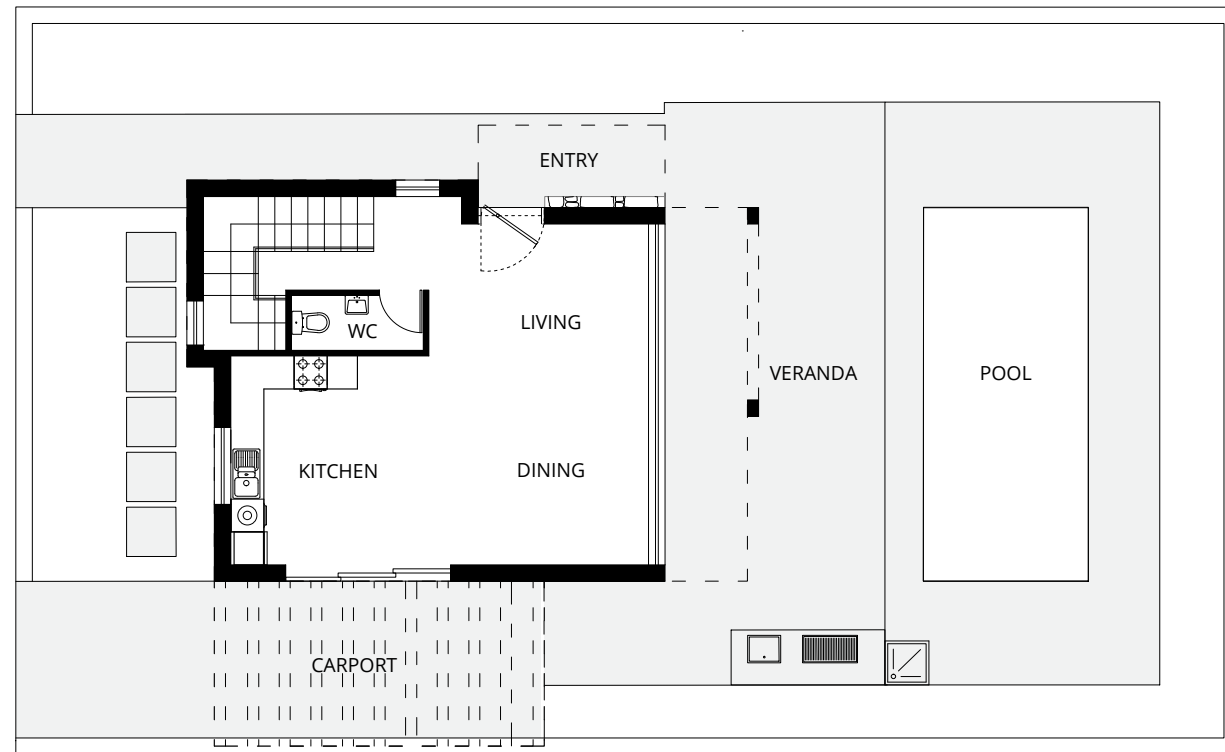 ENTRY
LIVING
WC
VERANDA
POOL
KITCHEN
DINING
CARPORT